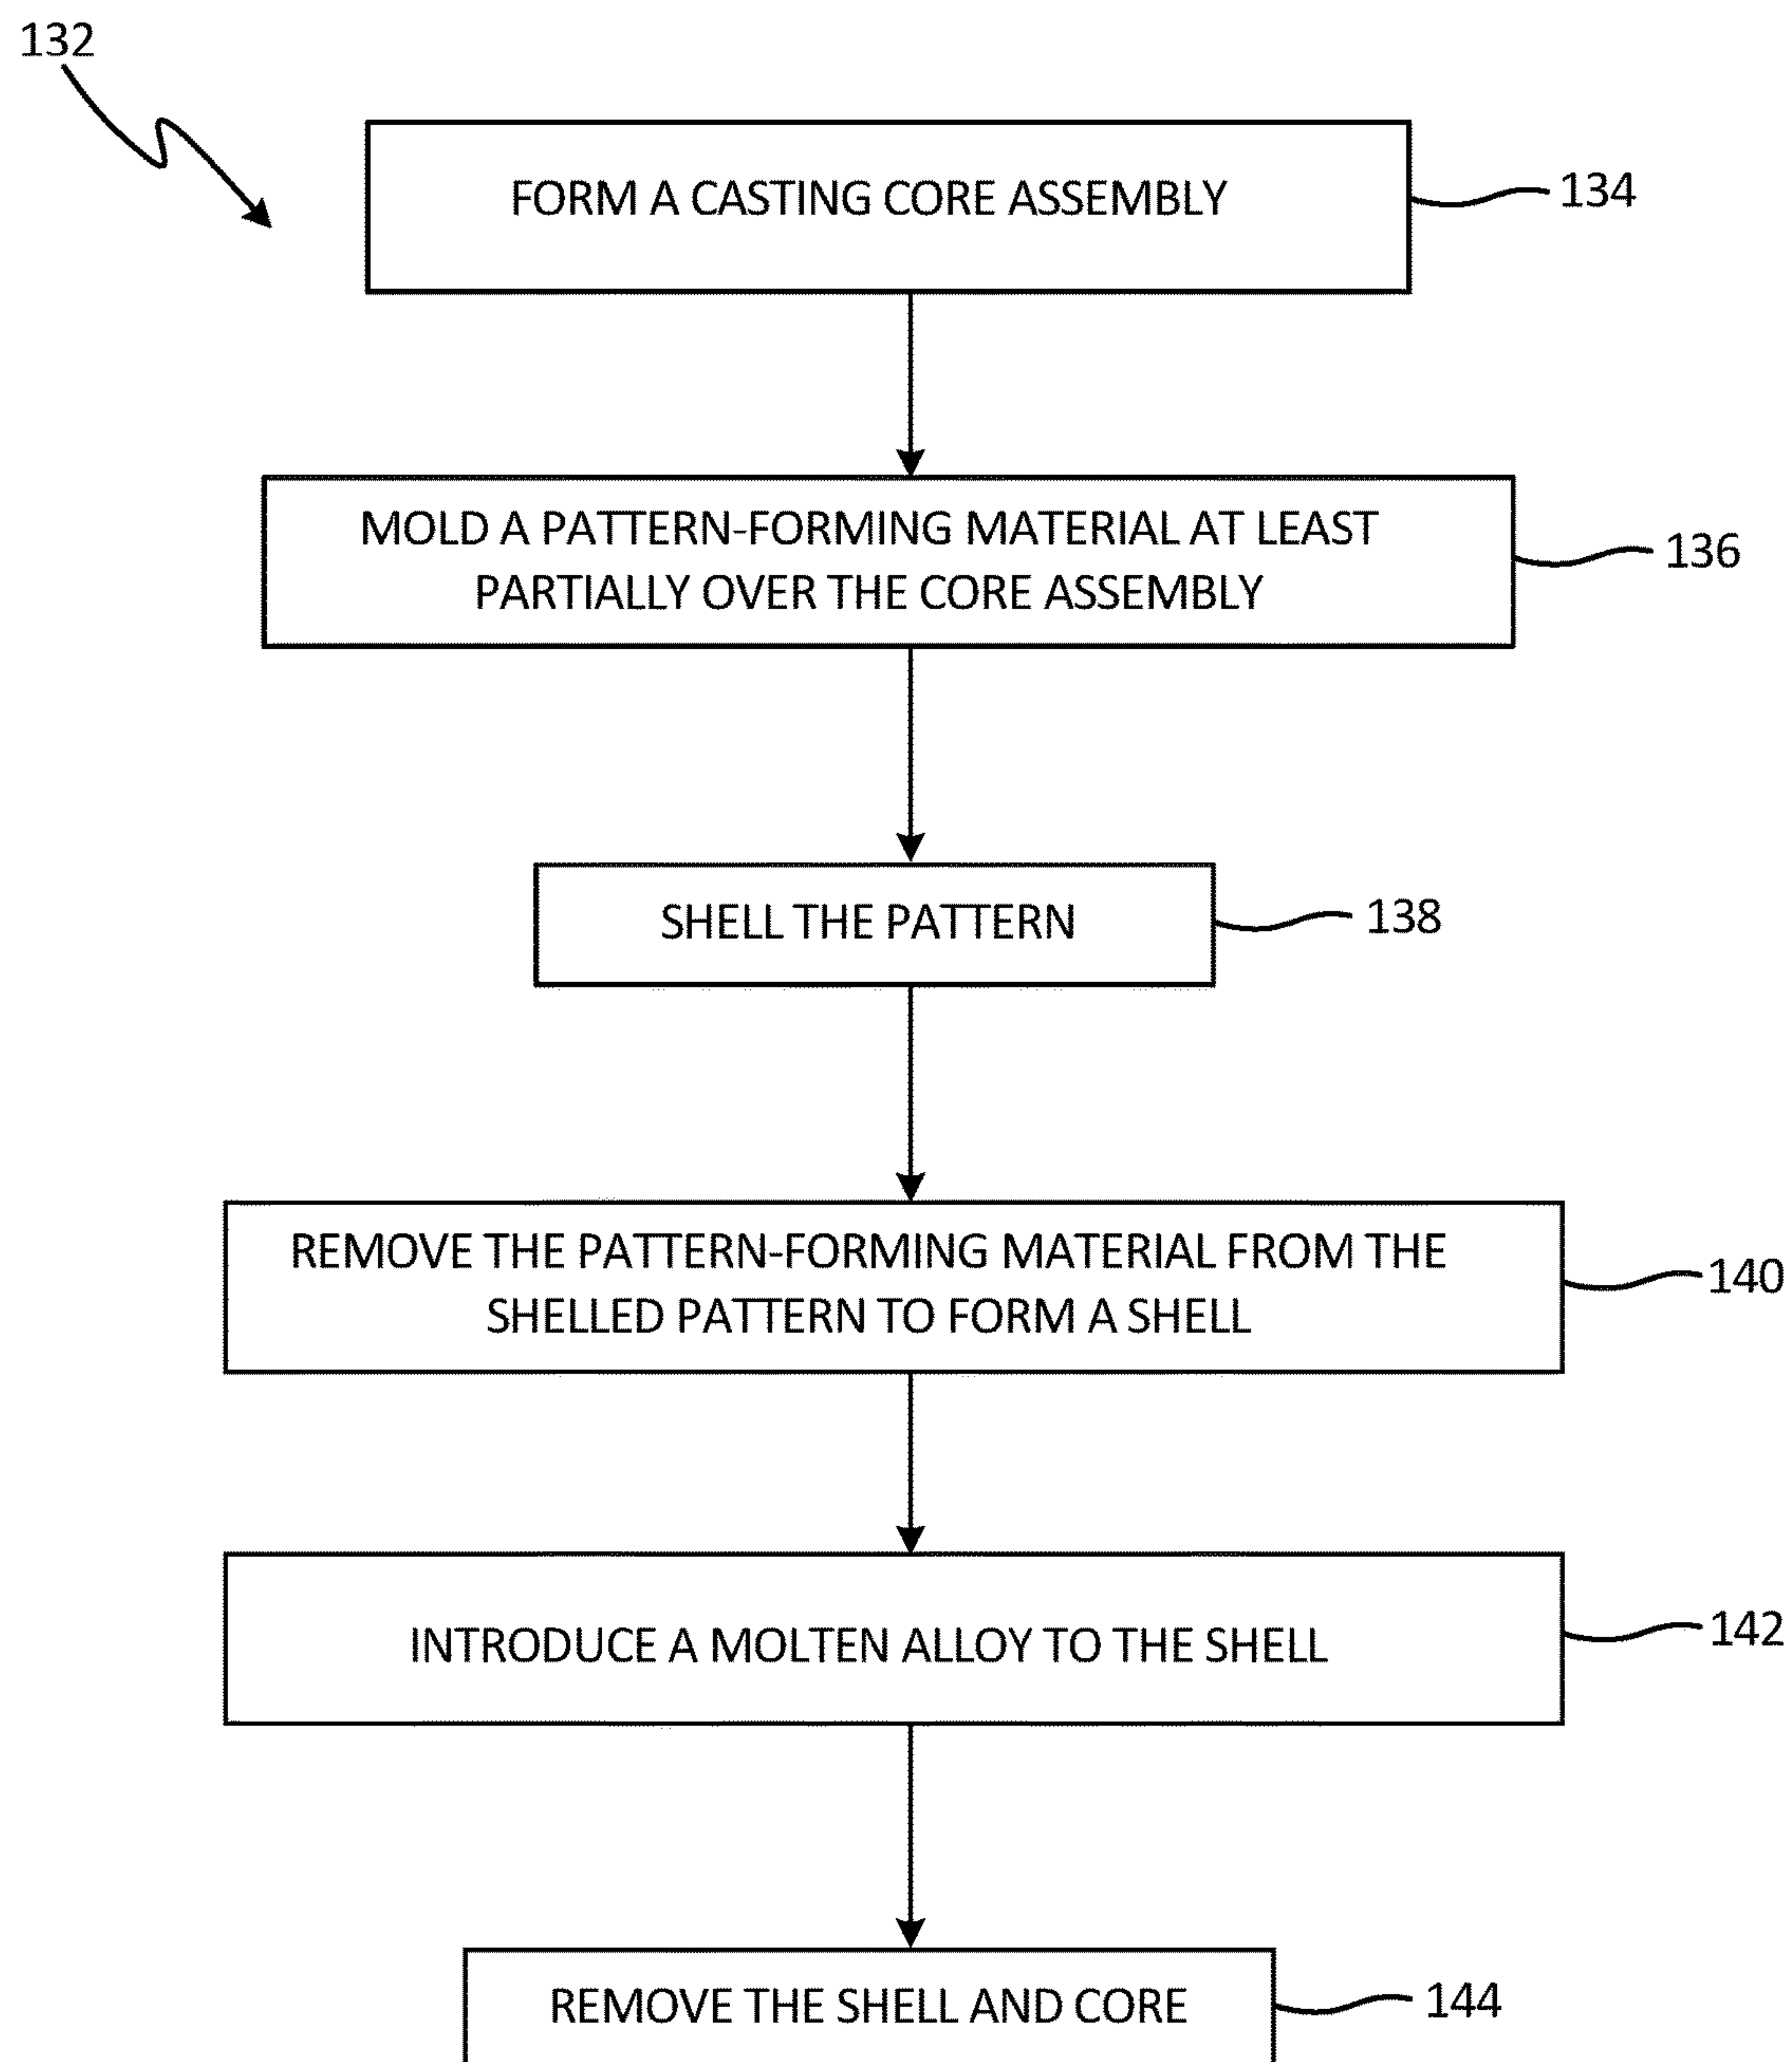 132
FORM A CASTING CORE ASSEMBLY
134
MOLD A PATTERN-FORMING MATERIAL AT LEAST
PARTIALLY OVER THE CORE ASSEMBLY
136
SHELL THE PATTERN
138
REMOVE THE PATTERN-FORMING MATERIAL FROM THE
SHELLED PATTERN TO FORM A SHELL
140
INTRODUCE A MOLTEN ALLOY TO THE SHELL
142
REMOVE THE SHELL AND CORE
144